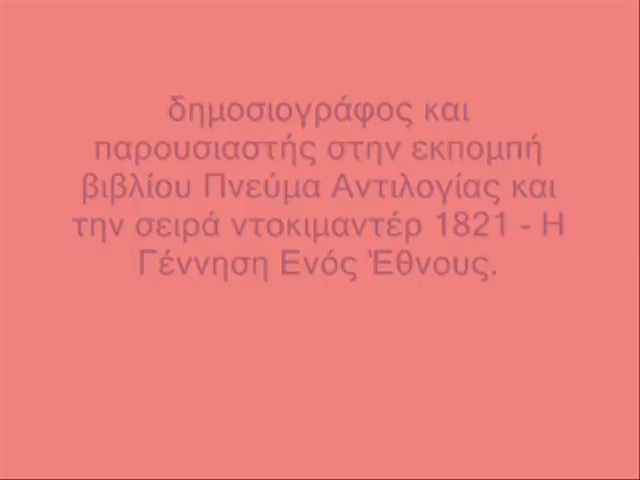 δημοσιογράφος και
παρουσιαστής στην εκπομπή
βιβλίου Πνεύμα Αντιλογίας και
την σειρά ντοκιμαντέρ 1821 - Η
Γέννηση Ενός Έθνους.